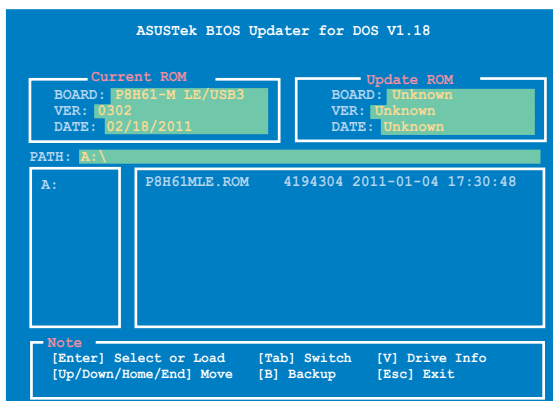 ASUSTek BIOS Updater for DOS V1.18
Current ROM
BOARD: P8H61-M LE/USB3
VER: 0302
DATE: 02/18/2011
Update ROM
BOARD: Unknown
VER: Unknown
DATE: Unknown
PATH: A:\
A:
P8H61MLE.ROM 4194304 2011-01-04 17:30:48
Note
[Enter] Select or Load [Tab] Switch [V] Drive Info
[Up/Down/Home/End] Move [B] Backup [Esc] Exit